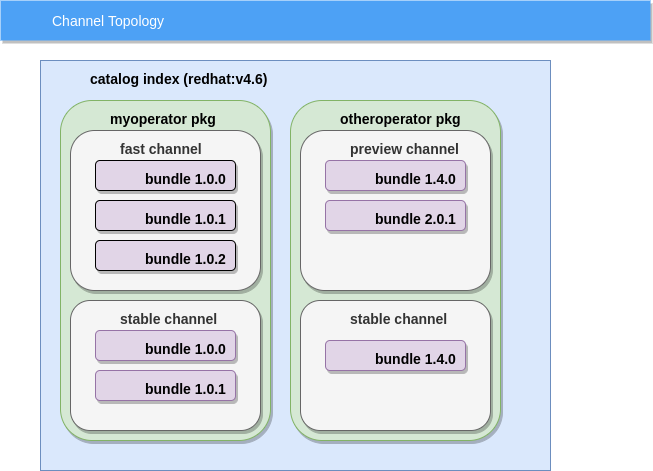 Channel Topology
catalog index (redhat:v4.6)
myoperator pkg
fast channel
bundle 1.0.0
bundle 1.0.1
bundle 1.0.2
stable channel
bundle 1.0.0
bundle 1.0.1
otheroperator pkg
preview channel
bundle 1.4.0
bundle 2.0.1
stable channel
bundle 1.4.0